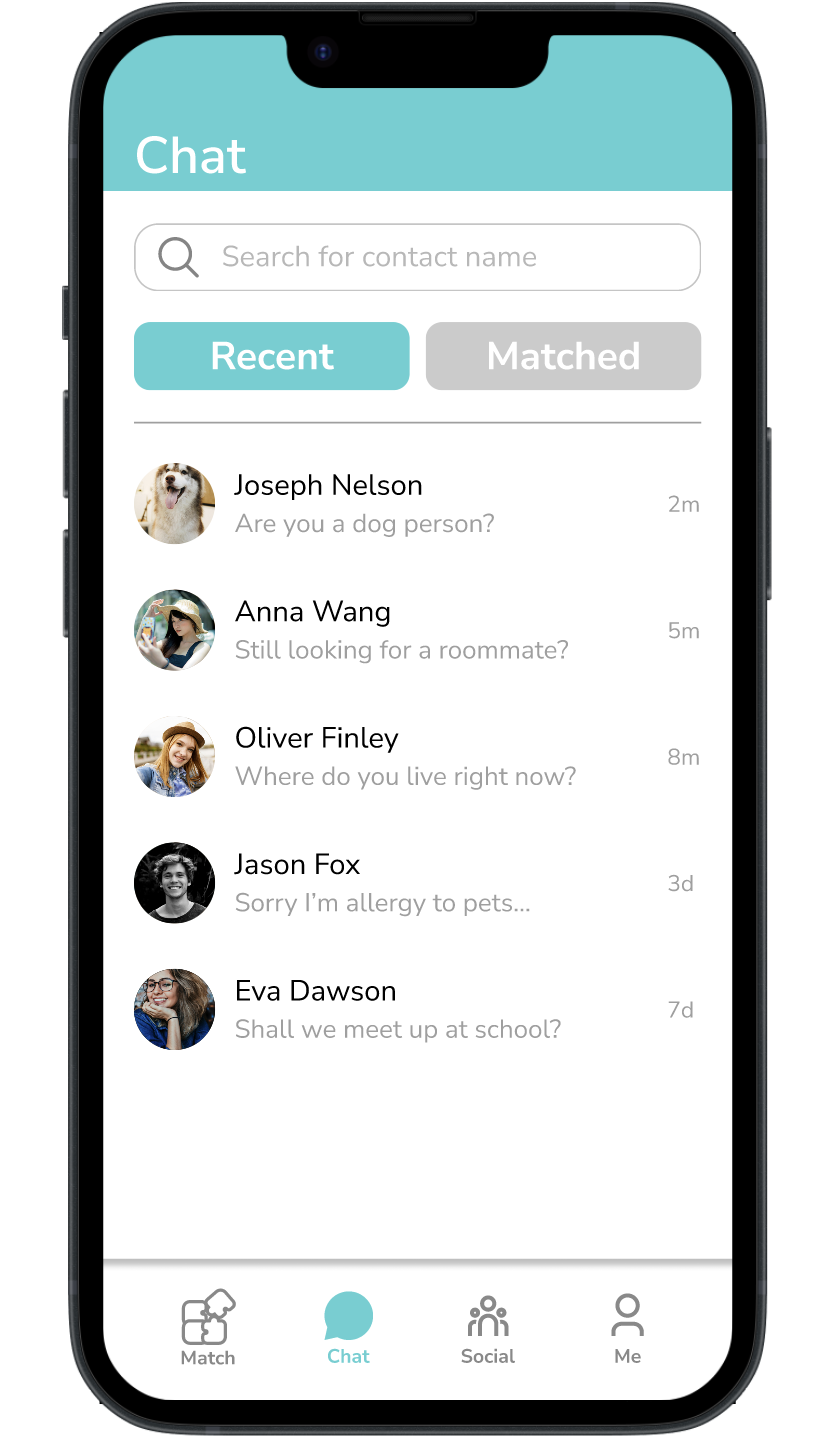 Chat
Search for contact name
Recent Matched
Joseph Nelson
Are you a dog person?
2m
Anna Wang
Still looking for a roommate?
5m
Oliver Finley
Where do you live right now?
8m
Jason Fox
Sorry I'm allergy to pets...
3d
Eva Dawson
Shall we meet up at school?
7d
Match Chat Social Me